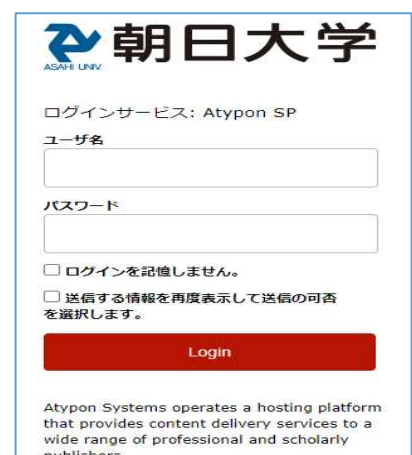 朝日大学
ASAHI UNIV.
ログインサービス: Atypon SP
ユーザ名
パスワード
ログインを記憶しません。
送信する情報を再度表示して送信の可否
を選択します。
Login
Atypon Systems operates a hosting platform
that provides content delivery services to a
wide range of professional and scholarly
publishers